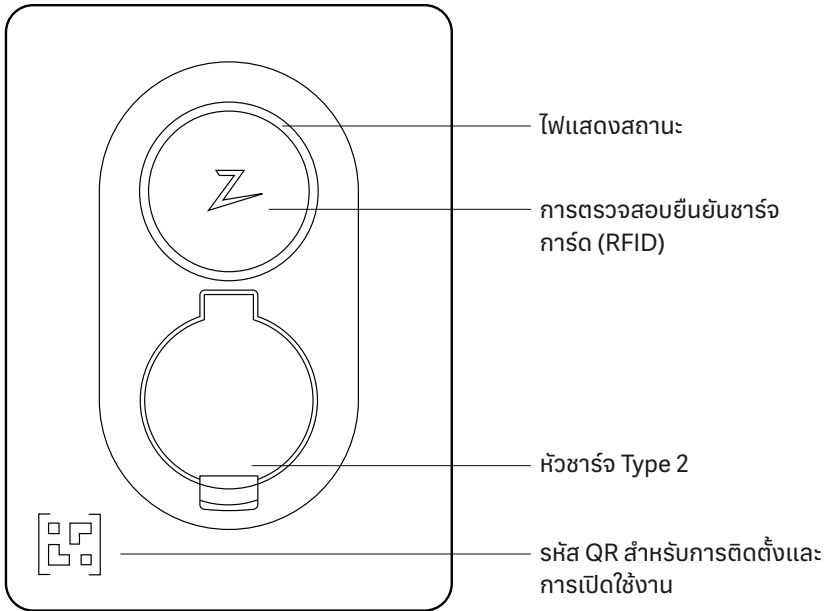 ไฟแสดงสถานะ
การตรวจสอบยืนยันชาร์จ
การ์ด (RFID)
หัวชาร์จ Type 2
รหัส QR สำหรับการติดตั้งและ
การเปิดใช้งาน